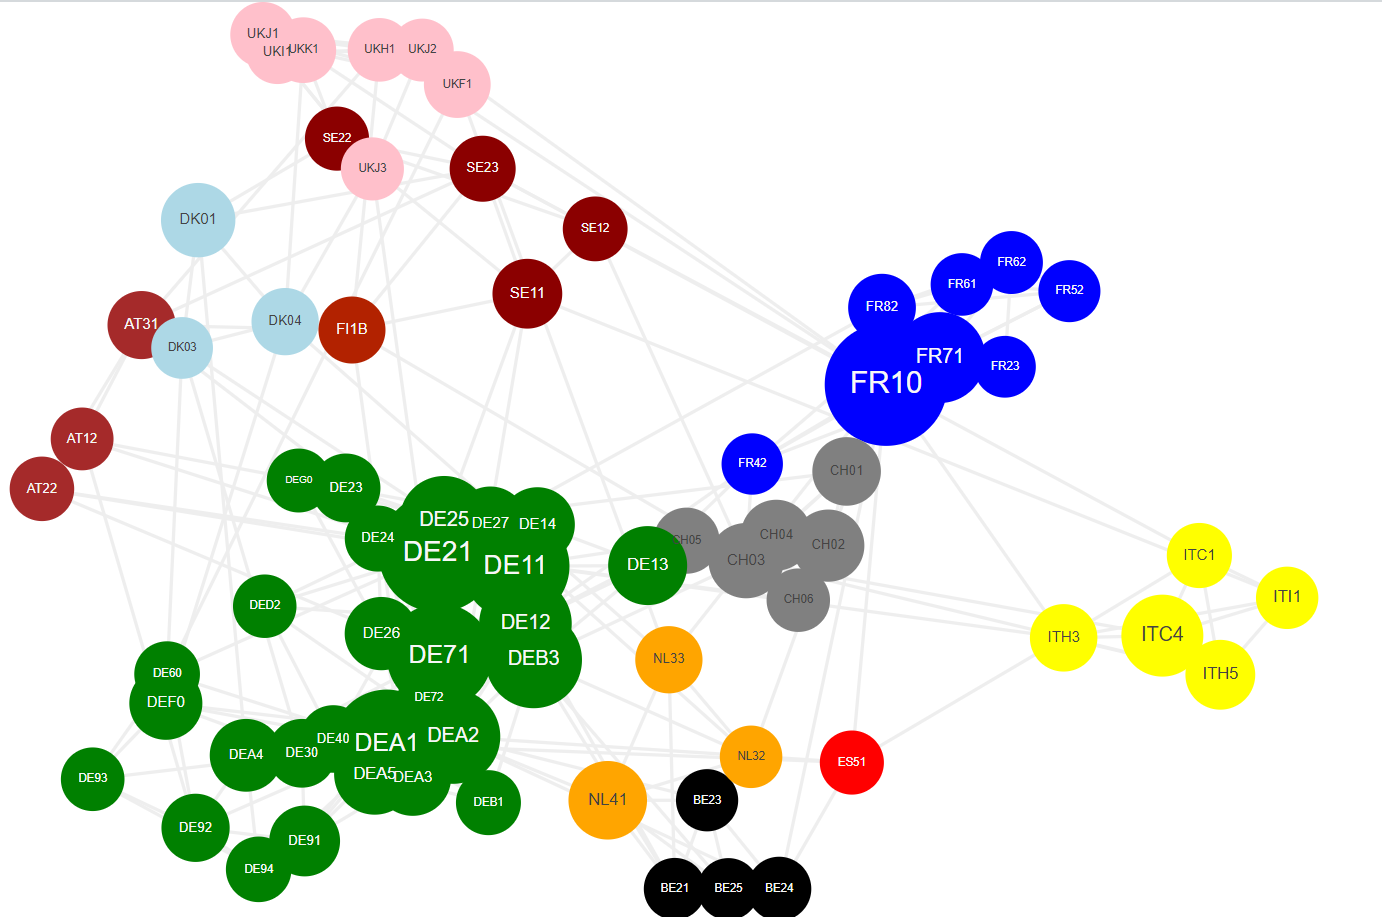 UKJ1
UKI1
UKK1
UKH1
UKJ2
UKF1
SE22
UKJ3
SE23
DK01
SE12
FR62
FR61
FR52
SE11
FR82
AT31
DK04
FI1B
DK03
FR71
FR23
FR10
AT12
FR42
CH01
DEG0
DE23
AT22
DE25
DE27
DE14
DE24
CH05
CH04
CH02
DE21
DE11
DE13
CH03
ITC1
CH06
ITI1
DED2
DE12
DE26
ITH3
ITC4
DE71
DEB3
NL33
DE60
ITH5
DEF0
DE72
DE40
DEA1
DEA2
DEA4
DE30
NL32
ES51
DE93
DEA5
DEA3
DEB1
NL41
BE23
DE92
DE91
DE94
BE21
BE25
BE24